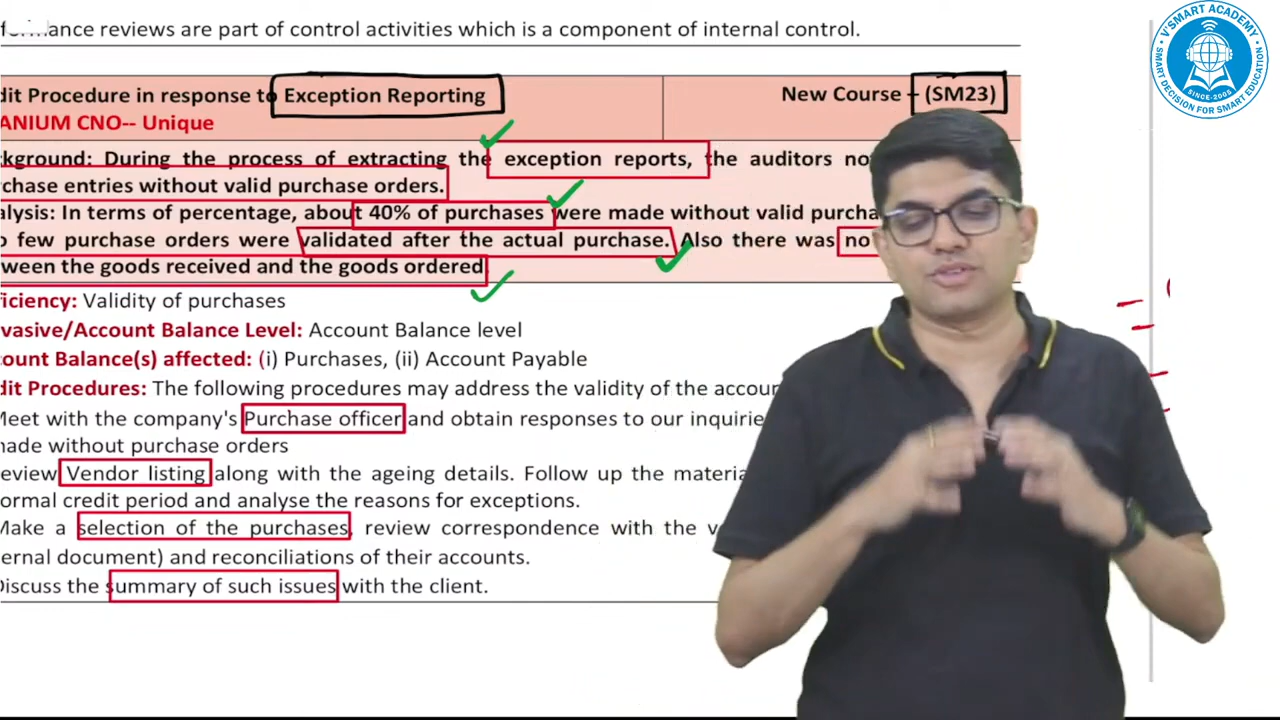 mance reviews are part of control activities which is a component of internal control.
dit Procedure in response to Exception Reporting
New Course – (SM23)
ANIUM CNO-- Unique
kground: During the process of extracting the exception reports, the auditors no
chase entries without valid purchase orders.
alysis: In terms of percentage, about 40% of purchases were made without valid purcha
o few purchase orders were validated after the actual purchase. Also there was no
ween the goods received and the goods ordered.
iciency: Validity of purchases
vasive/Account Balance Level: Account Balance level
ount Balance(s) affected: (i) Purchases, (ii) Account Payable
dit Procedures: The following procedures may address the validity of the accou
Meet with the company's Purchase officer and obtain responses to our inquirie
made without purchase orders
eview Vendor listing along with the ageing details. Follow up the materia
ormal credit period and analyse the reasons for exceptions.
Make a selection of the purchases, review correspondence with the v
ernal document) and reconciliations of their accounts.
Discuss the summary of such issues with the client.
V'SMART ACADEMY
SMART DECISION FOR SMART EDUCATION
SINCE-2005